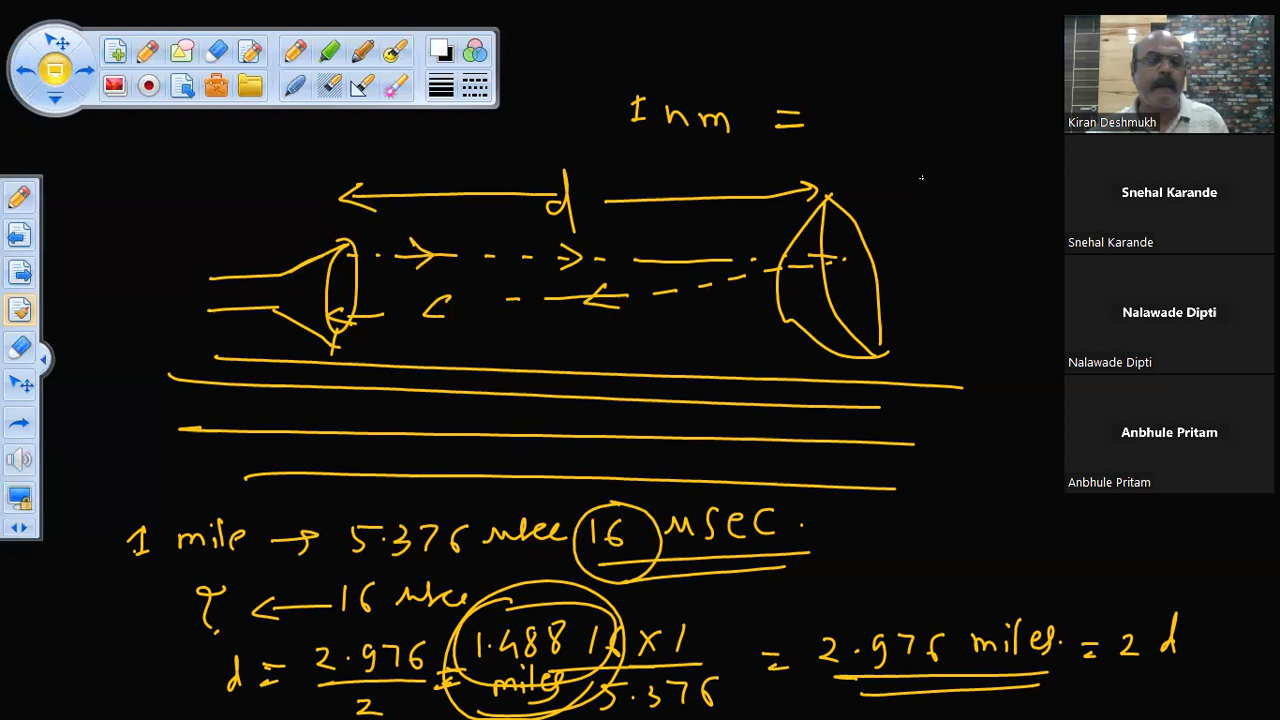 1 nm =
d
1 mile → 5.376 μsec 16 μsec.
? ← 16 μsec
16 x 1
5.376
= 2.976 miles. = 2 d
d = 2.976
2
= 1.488
miles
Kiran Deshmukh
Snehal Karande
Snehal Karande
Nalawade Dipti
Nalawade Dipti
Anbhule Pritam
Anbhule Pritam